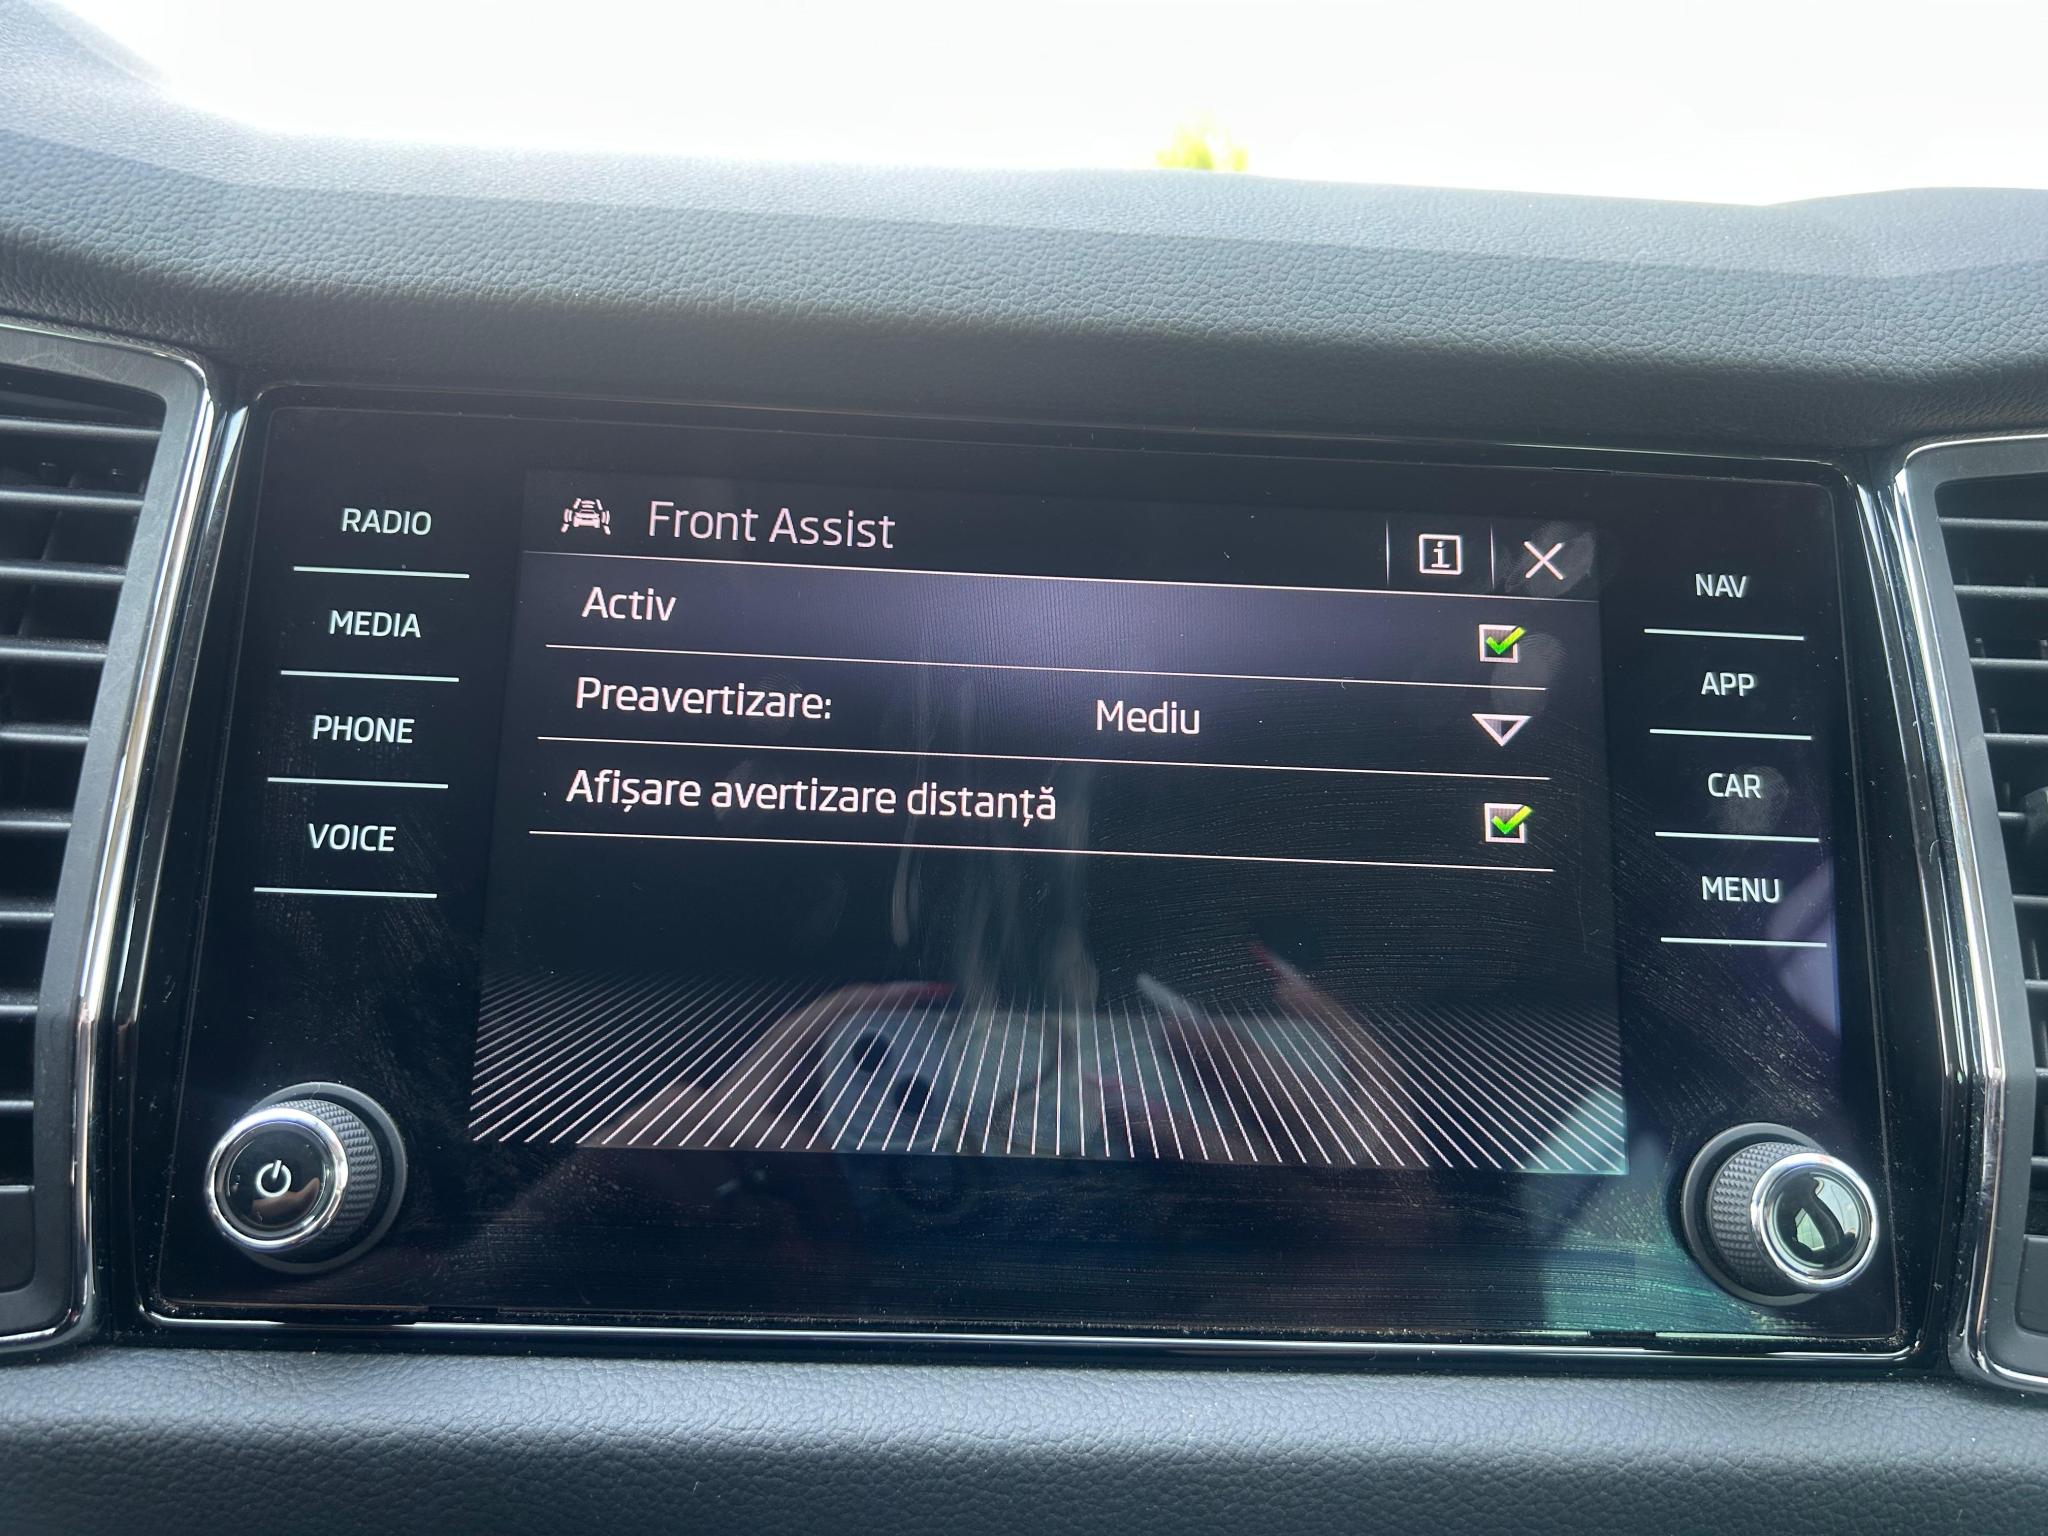 RADIO
MEDIA
PHONE
VOICE
Front Assist
Activ
Preavertizare: Mediu
Afișare avertizare distanță
NAV
APP
CAR
MENU